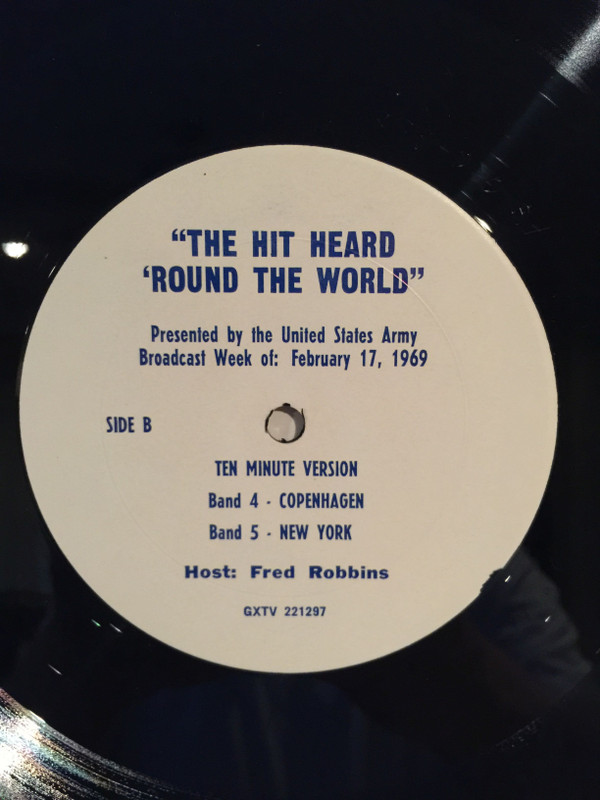 “THE HIT HEARD
‘ROUND THE WORLD”
Presented by the United States Army
Broadcast Week of: February 17, 1969
SIDE B
TEN MINUTE VERSION
Band 4 - COPENHAGEN
Band 5 - NEW YORK
Host: Fred Robbins
GXTV 221297